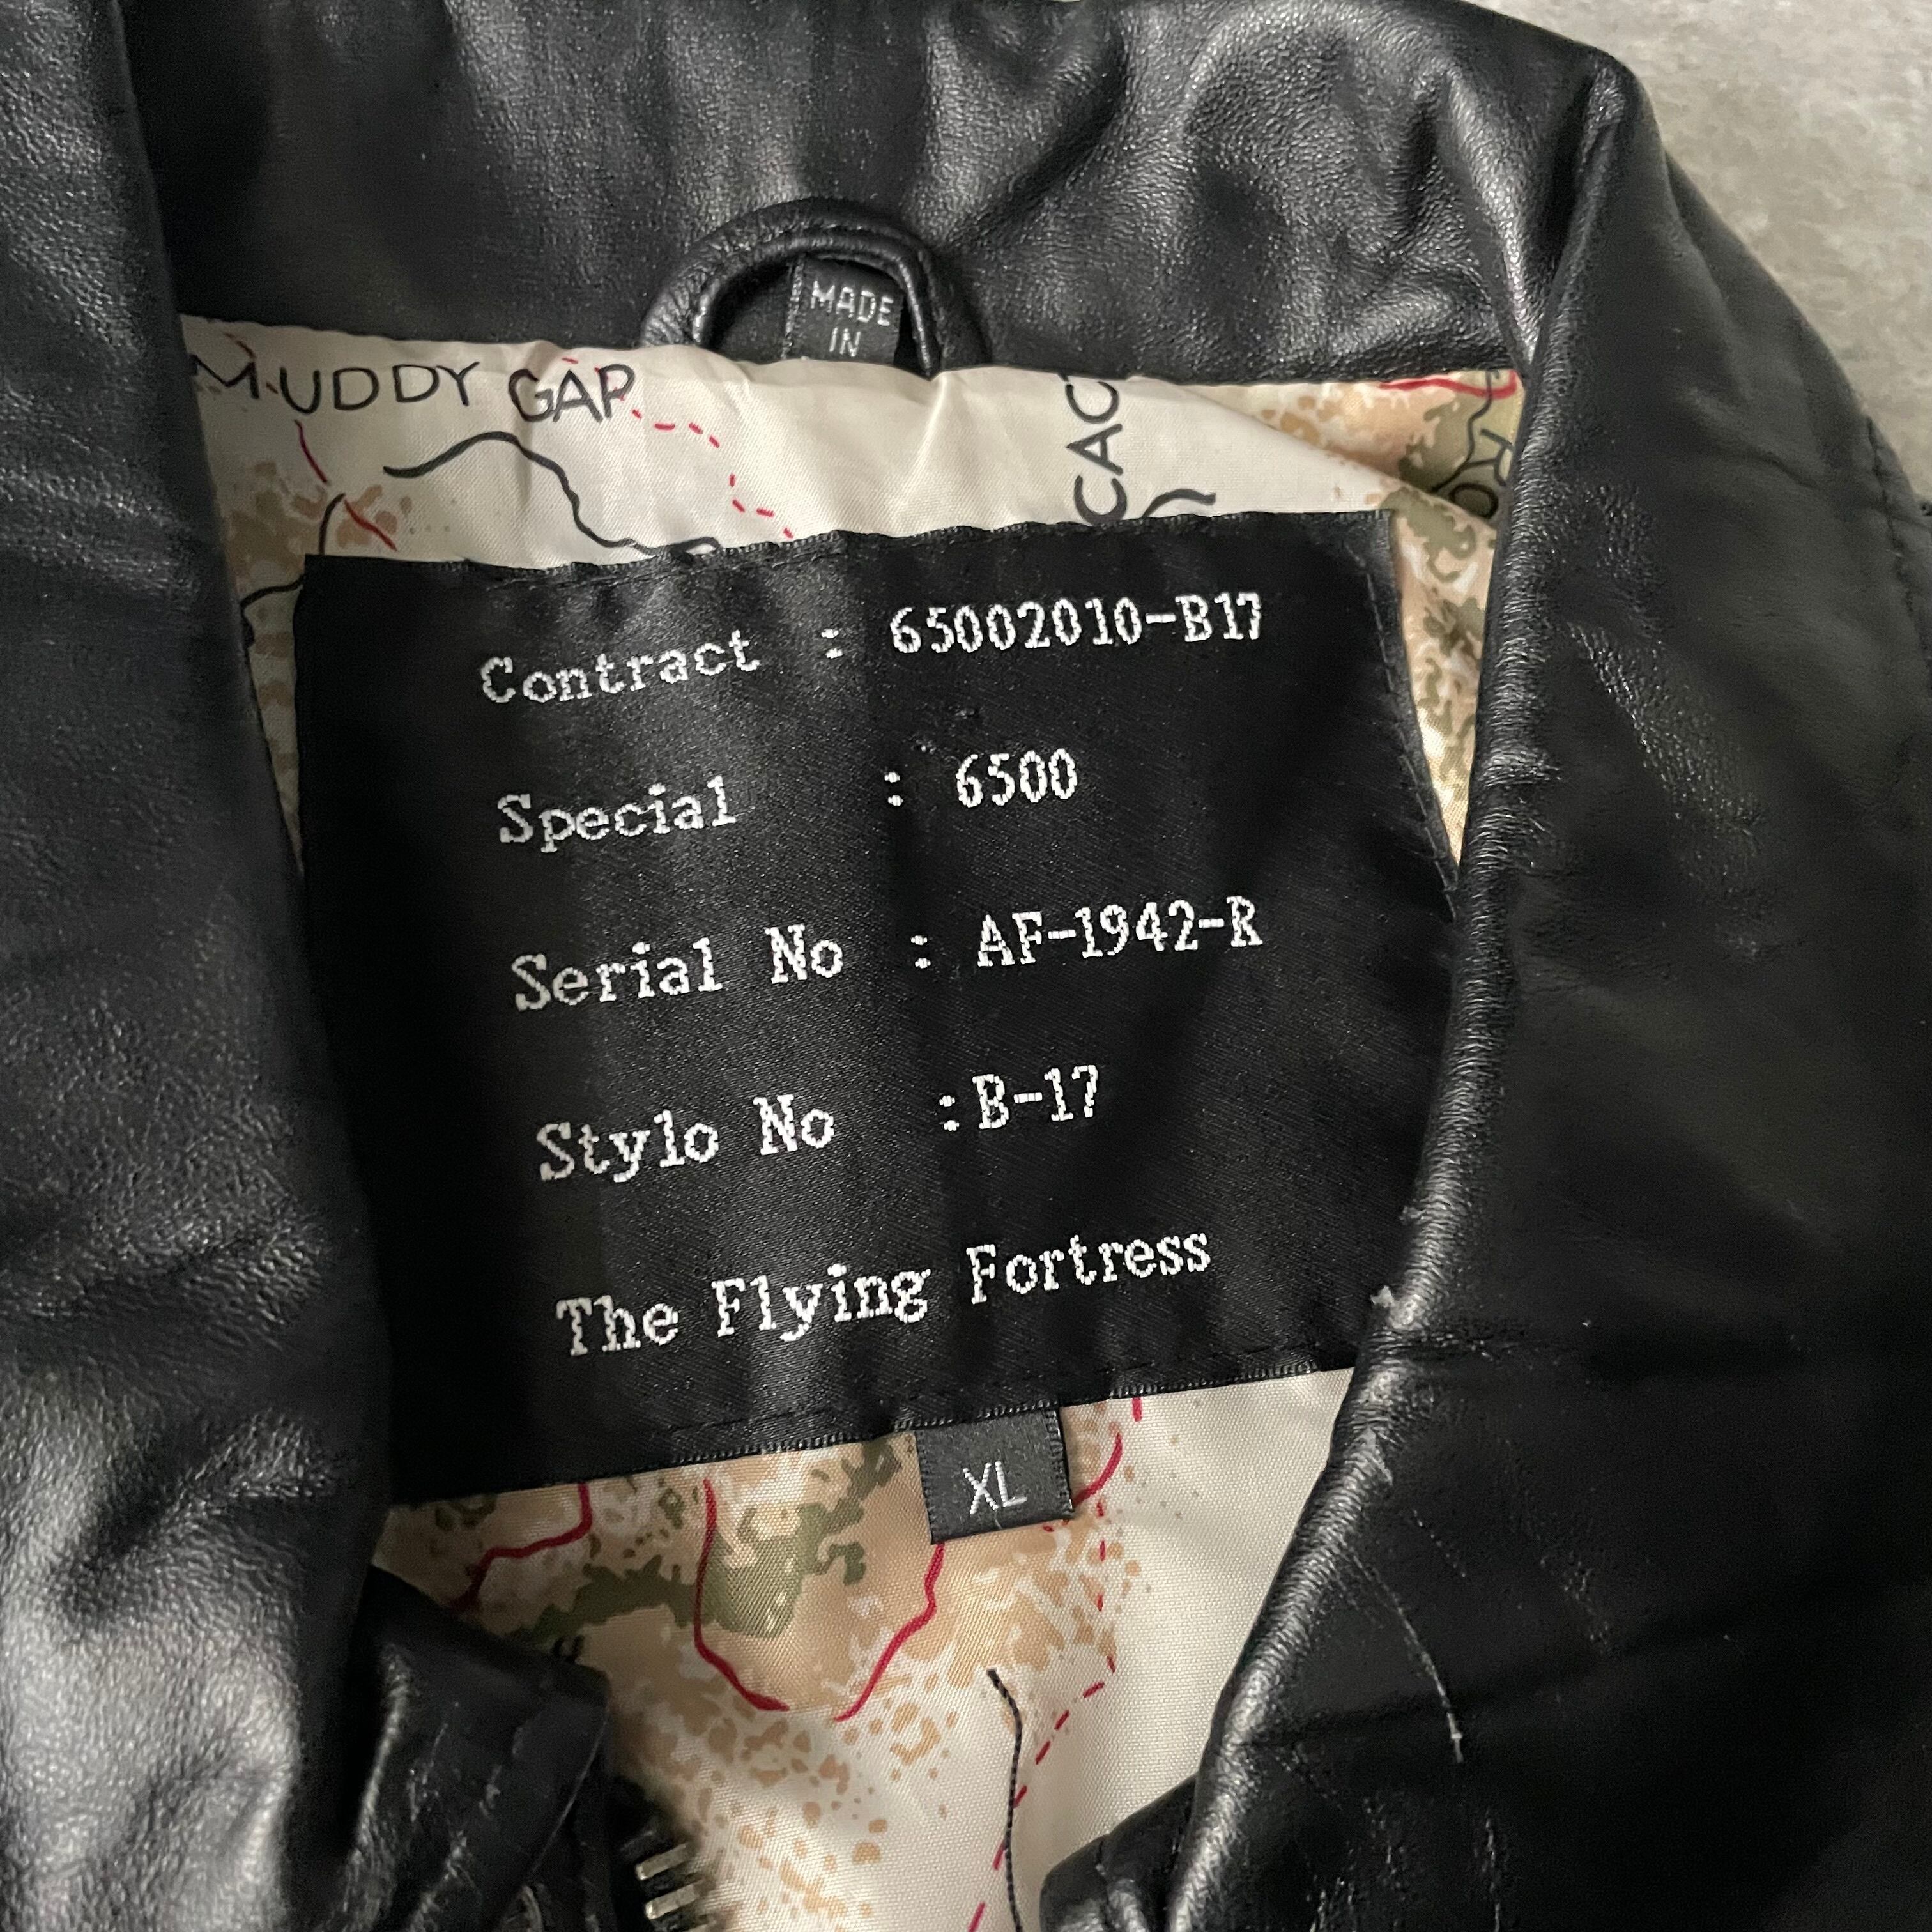 MADE
IN
MUDDY GAP
CAC
Contract : 65002010-B17
Special : 6500
Serial No : AF-1942-R
Stylo No :B-17
The Flying Fortress
XL